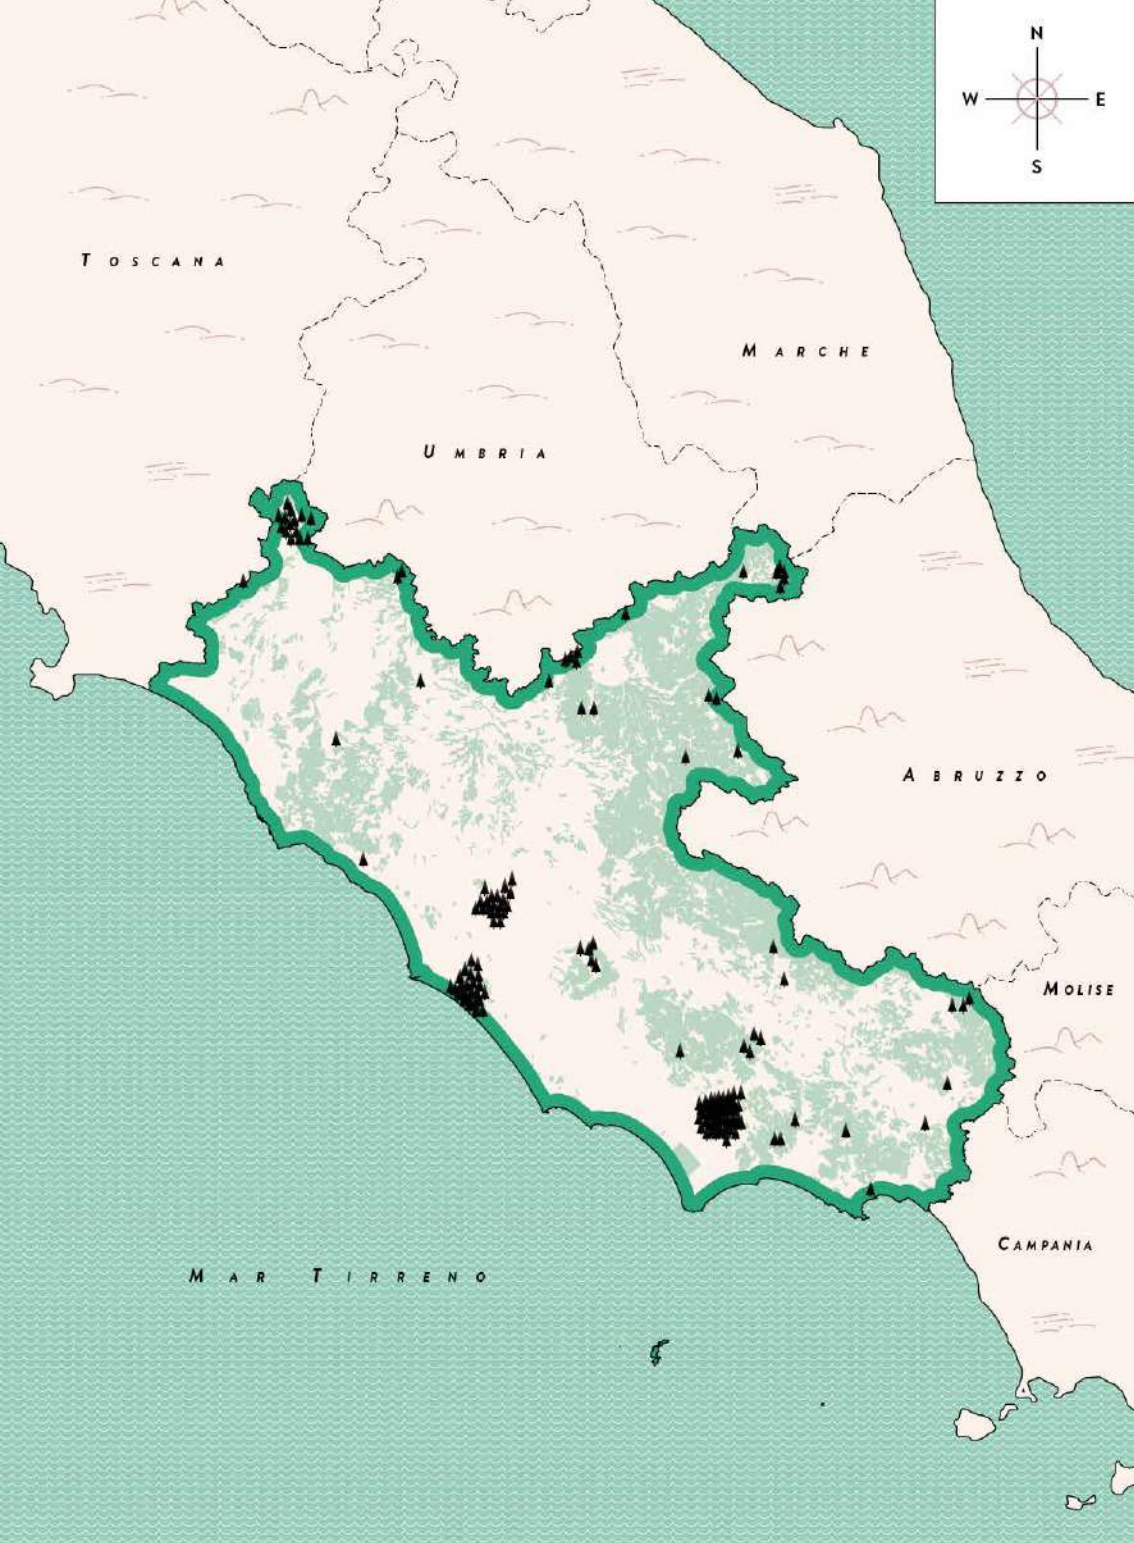 N
W E
S
TOSCANA
MARCHE
UMBRIA
ABRUZZO
MOLISE
CAMPANIA
MAR TIRRENO